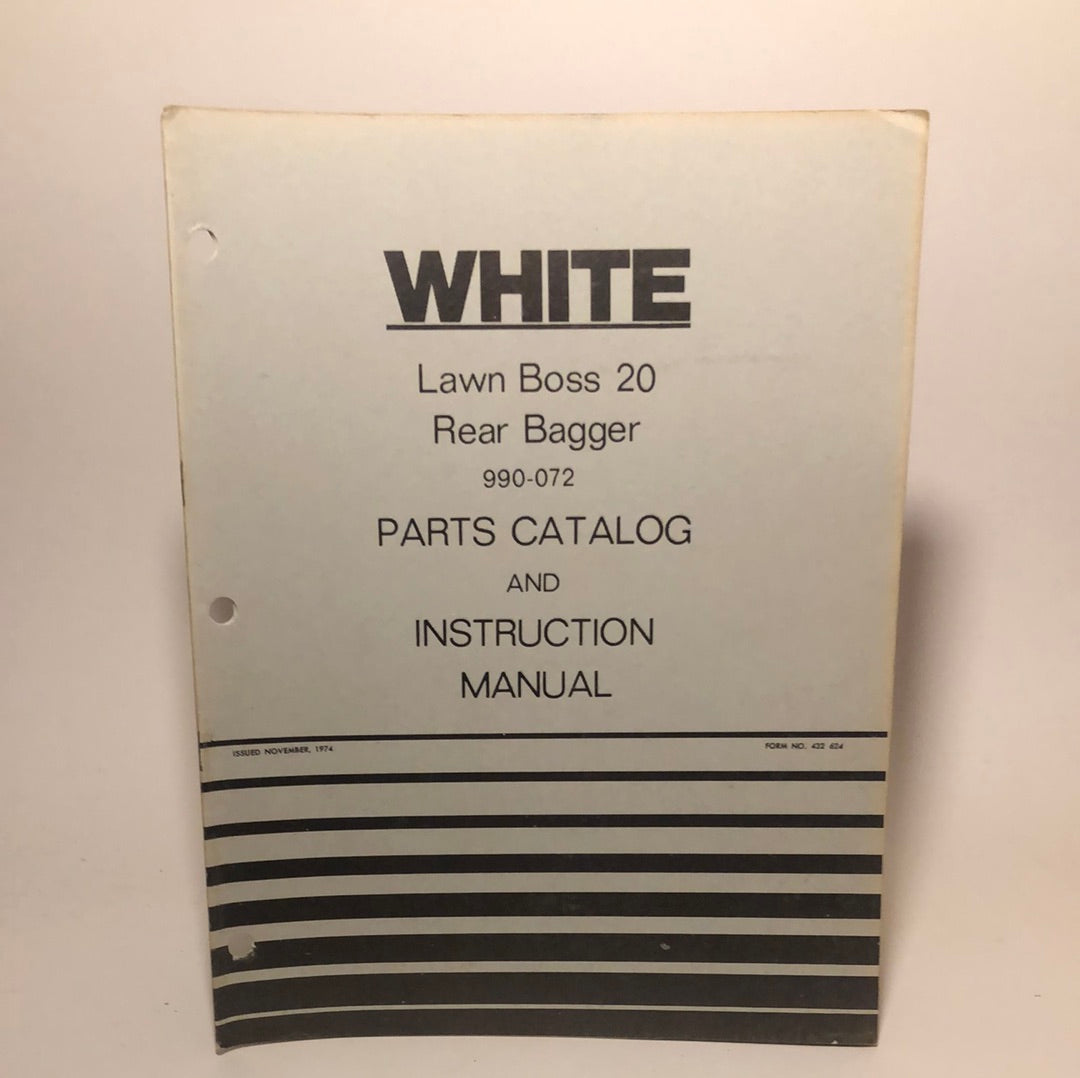 WHITE
Lawn Boss 20
Rear Bagger
990-072
PARTS CATALOG
AND
INSTRUCTION
MANUAL
ISSUED NOVEMBER, 1974
FORM NO. 432 624